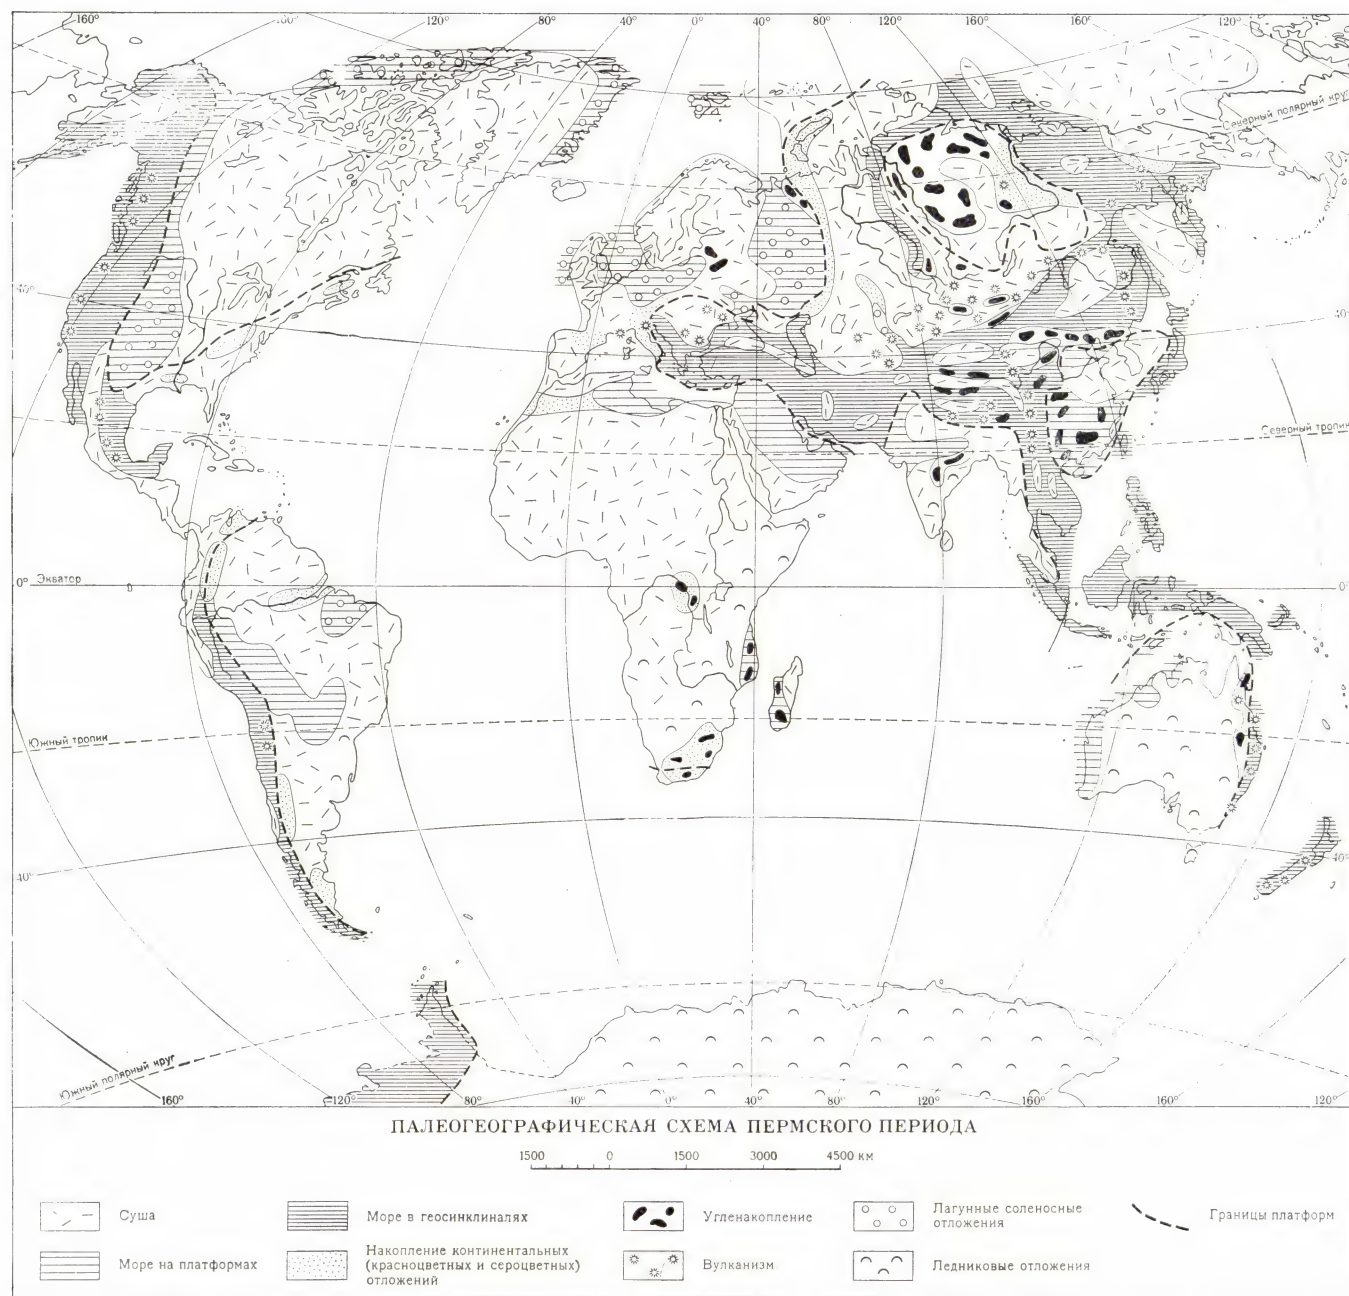 160° 120° 80° 40° 0° 40° 80° 120° 160° 160° 120°
Северный полярный круг
40°
40°
Северный тропик
0° Экватор
0°
Южный тропик
40°
40°
Южный полярный круг
160° 120° 80° 40° 0° 40° 80° 120° 160° 160° 120°
ПАЛЕОГЕОГРАФИЧЕСКАЯ СХЕМА ПЕРМСКОГО ПЕРИОДА
1500 0 1500 3000 4500 км
Суша
Море на платформах
Море в геосинклиналях
Накопление континентальных
(красноцветных и сероцветных)
отложений
Угленакопление
Вулканизм
Лагунные соленосные
отложения
Ледниковые отложения
Границы платформ